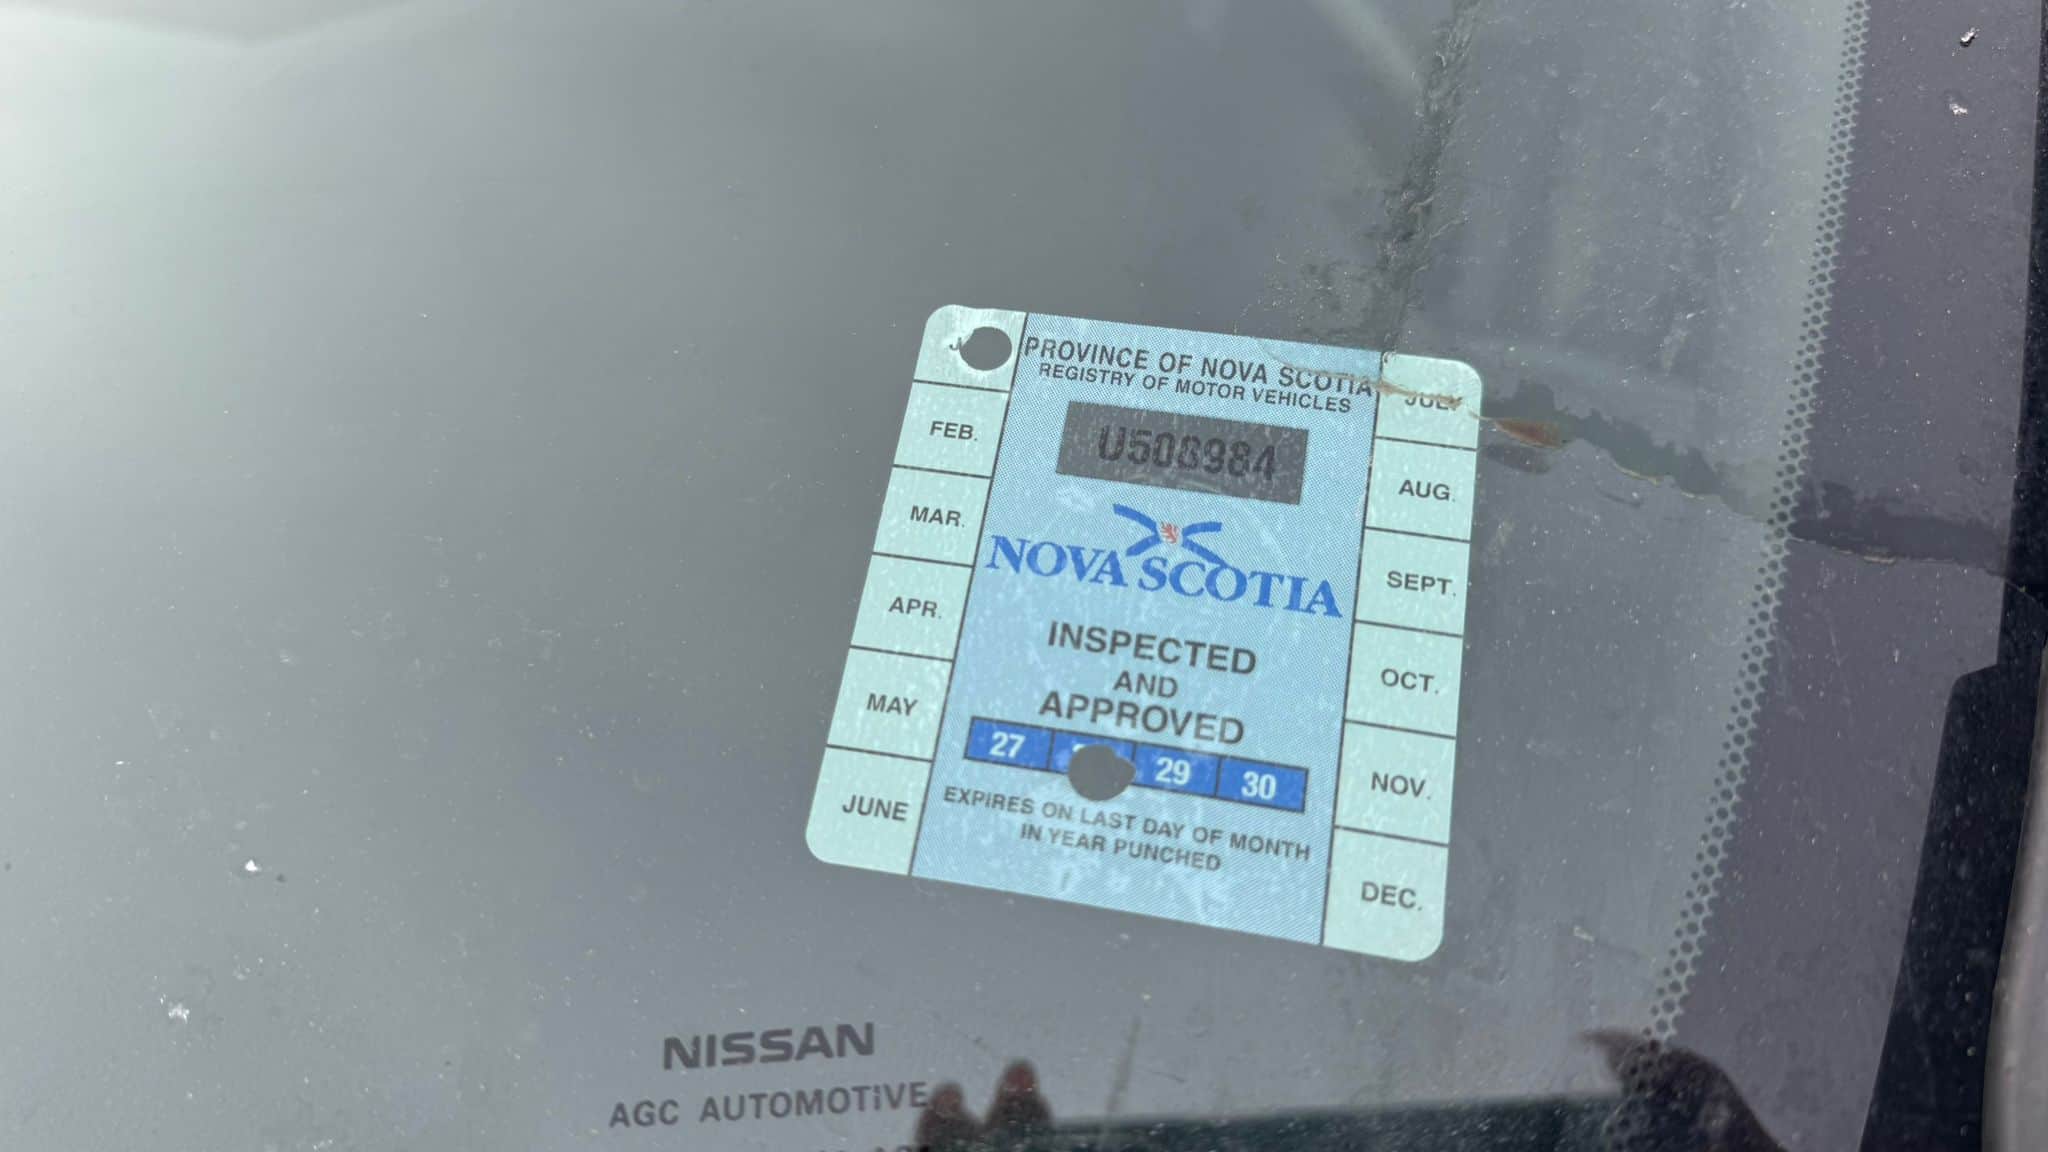 PROVINCE OF NOVA SCOTIA
REGISTRY OF MOTOR VEHICLES
U508984
NOVA SCOTIA
INSPECTED
AND
APPROVED
27 29 30
EXPIRES ON LAST DAY OF MONTH
IN YEAR PUNCHED
FEB.
MAR.
APR.
MAY
JUNE
JULY
AUG.
SEPT.
OCT.
NOV.
DEC.
NISSAN
AGC AUTOMOTiVE